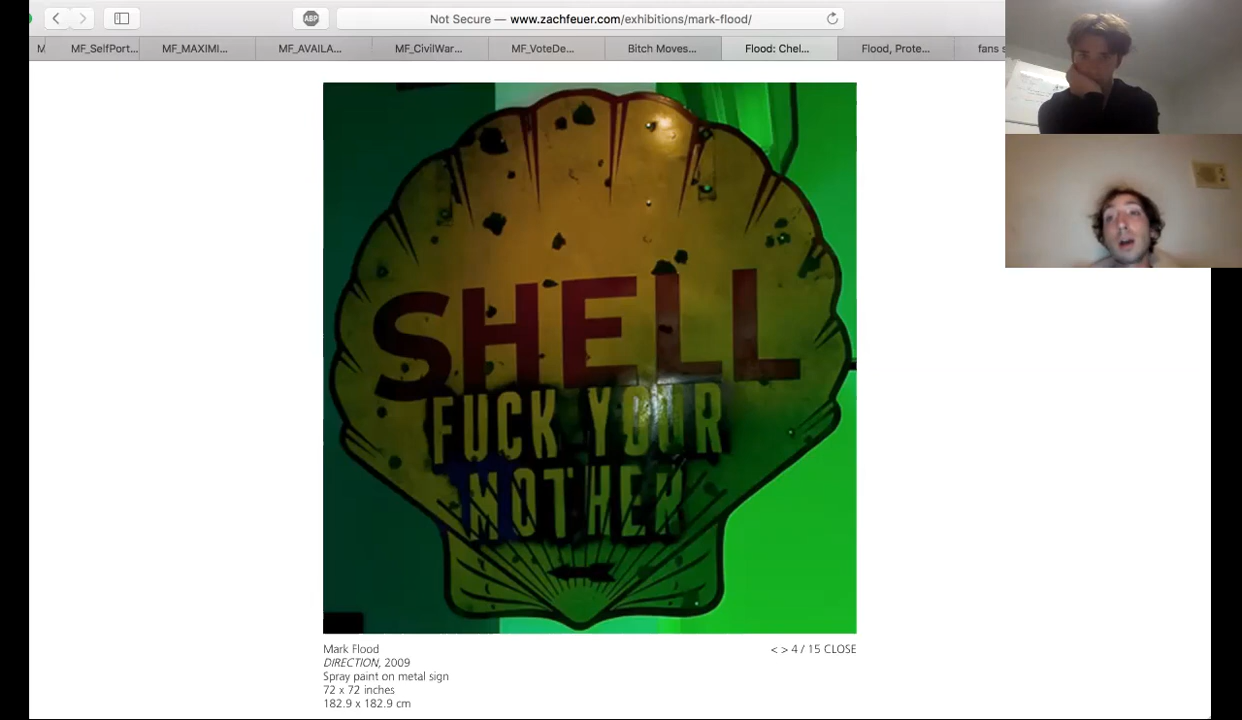 ABP
Not Secure — www.zachfeuer.com/exhibitions/mark-flood/
MF_SelfPort... MF_MAXIMI... MF_AVAILA... MF_CivilWar... MF_VoteDe... Bitch Moves... Flood: Chel... Flood, Prote... fans
SHELL
FUCK YOUR
MOTHER
Mark Flood
< > 4 / 15 CLOSE
DIRECTION, 2009
Spray paint on metal sign
72 x 72 inches
182.9 x 182.9 cm